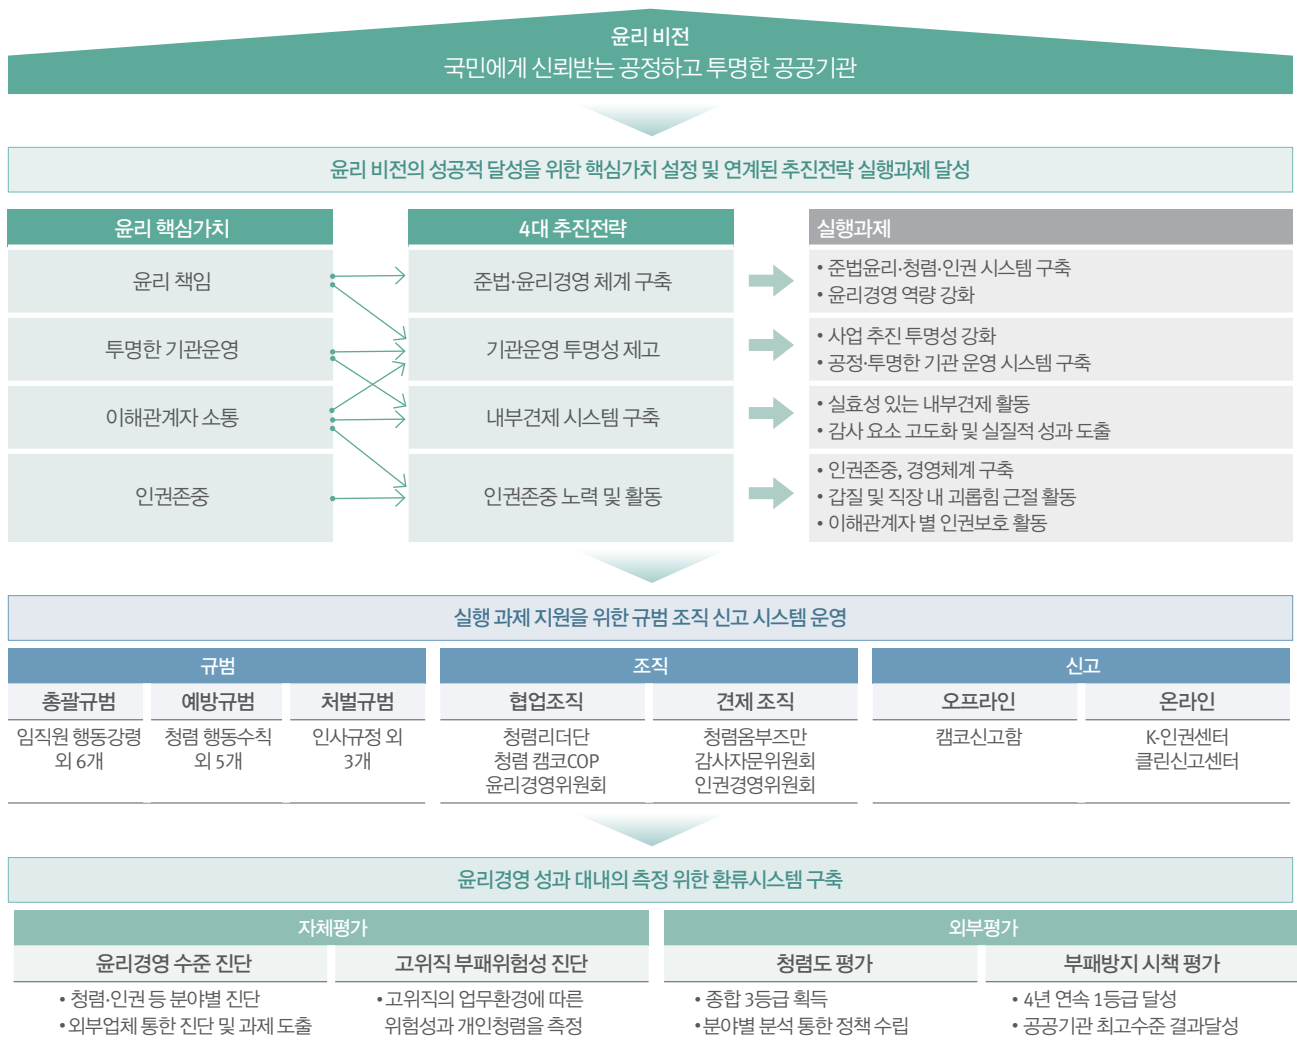 윤리 비전
국민에게 신뢰받는 공정하고 투명한 공공기관
윤리 비전의 성공적 달성을 위한 핵심가치 설정 및 연계된 추진전략 실행과제 달성
윤리 핵심가치
4대 추진전략
실행과제
윤리 책임
준법·윤리경영 체계 구축
• 준법윤리·청렴·인권 시스템 구축
• 윤리경영 역량 강화
투명한 기관운영
기관운영 투명성 제고
• 사업 추진 투명성 강화
• 공정·투명한 기관 운영 시스템 구축
이해관계자 소통
내부견제 시스템 구축
• 실효성 있는 내부견제 활동
• 감사 요소 고도화 및 실질적 성과 도출
인권존중
인권존중 노력 및 활동
• 인권존중, 경영체계 구축
• 갑질 및 직장 내 괴롭힘 근절 활동
• 이해관계자 별 인권보호 활동
실행 과제 지원을 위한 규범 조직 신고 시스템 운영
규범
총괄규범
예방규범
처벌규범
임직원 행동강령
외 6개
청렴 행동수칙
외 5개
인사규정 외
3개
조직
협업조직
견제 조직
청렴리더단
청렴 캠코COP
윤리경영위원회
청렴옴부즈만
감사자문위원회
인권경영위원회
신고
오프라인
온라인
캠코신고함
K-인권센터
클린신고센터
윤리경영 성과 대내의 측정 위한 환류시스템 구축
자체평가
윤리경영 수준 진단
고위직 부패위험성 진단
• 청렴·인권 등 분야별 진단
• 외부업체 통한 진단 및 과제 도출
• 고위직의 업무환경에 따른
위험성과 개인청렴을 측정
외부평가
청렴도 평가
부패방지 시책 평가
• 종합 3등급 획득
• 분야별 분석 통한 정책 수립
• 4년 연속 1등급 달성
• 공공기관 최고수준 결과달성